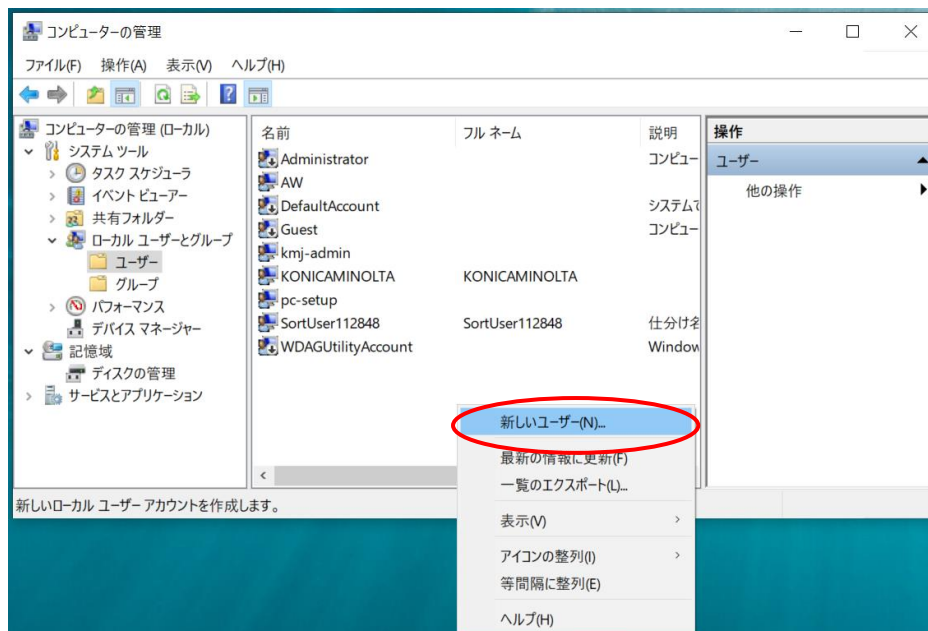 コンピューターの管理
ファイル(F) 操作(A) 表示(V) ヘルプ(H)
コンピューターの管理 (ローカル)
システム ツール
タスク スケジューラ
イベント ビューアー
共有フォルダー
ローカル ユーザーとグループ
ユーザー
グループ
パフォーマンス
デバイス マネージャー
記憶域
ディスクの管理
サービスとアプリケーション
名前 フル ネーム 説明
Administrator コンピュー
AW
DefaultAccount システムで
Guest コンピュー
kmj-admin
KONICAMINOLTA KONICAMINOLTA
pc-setup
SortUser112848 SortUser112848 仕分け名
WDAGUtilityAccount Window
操作
ユーザー
他の操作
新しいユーザー(N)...
最新の情報に更新(F)
一覧のエクスポート(L)...
表示(V)
アイコンの整列(I)
等間隔に整列(E)
ヘルプ(H)
新しいローカル ユーザー アカウントを作成します。